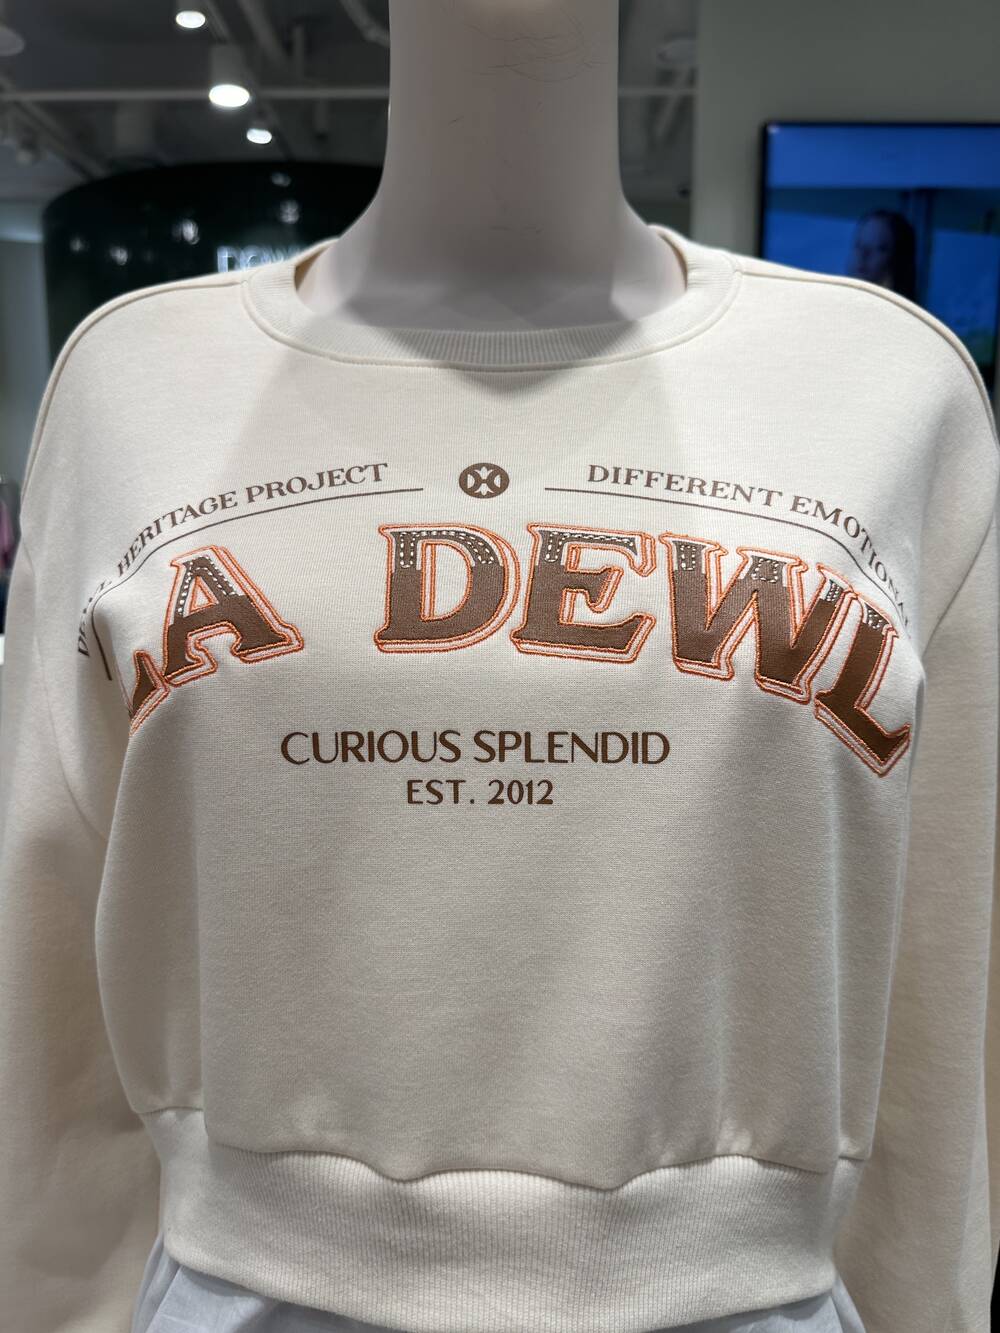 HERITAGE PROJECT
DIFFERENT EMOTIONAL
LA DEWL
CURIOUS SPLENDID
EST. 2012